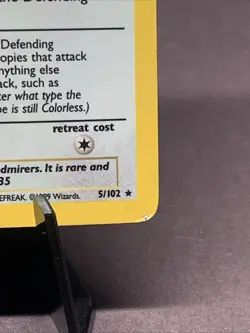 Defending
opies that attack
nything else
ack, such as
ter what type the
pe is still Colorless.)
retreat cost
dmirers. It is rare and
35
EFREAK. ©1999 Wizards. 5/102 ★